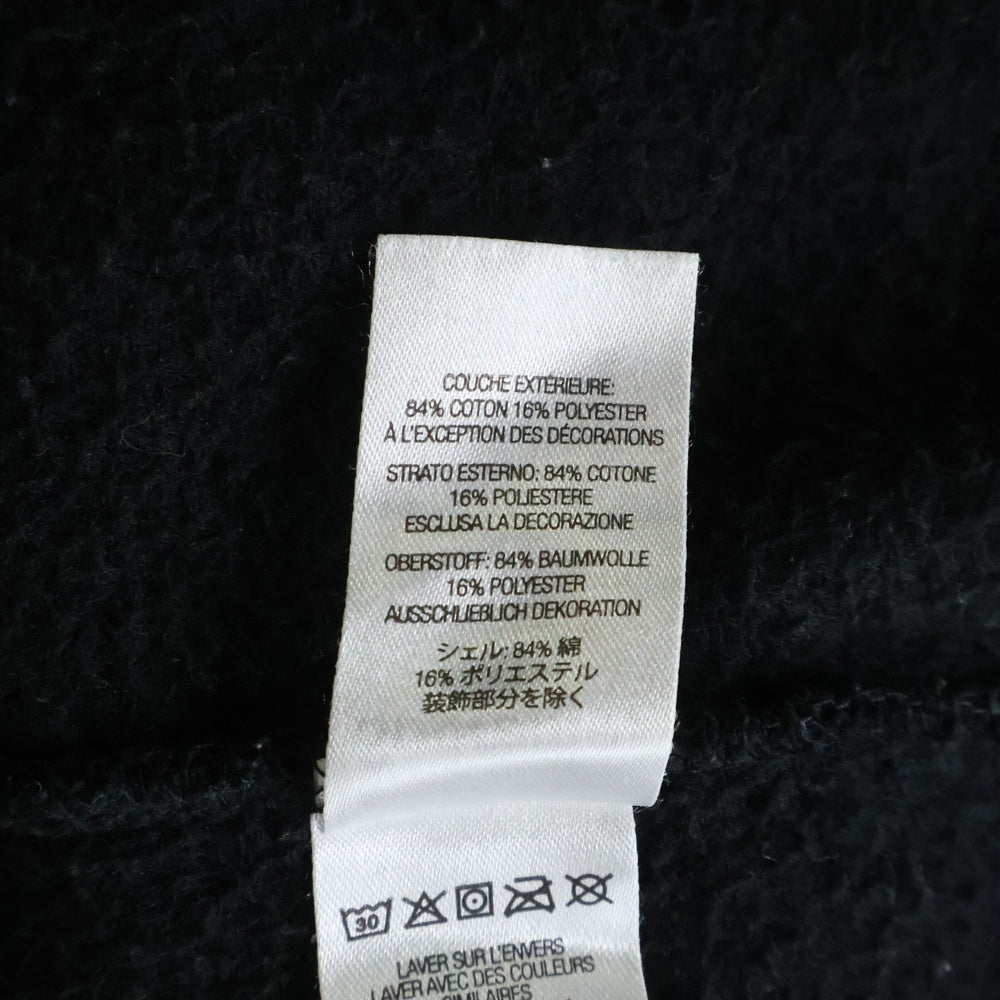 COUCHE EXTÉRIEURE:
84% COTON 16% POLYESTER
À L'EXCEPTION DES DÉCORATIONS
STRATO ESTERNO: 84% COTONE
16% POLIESTERE
ESCLUSA LA DECORAZIONE
OBERSTOFF: 84% BAUMWOLLE
16% POLYESTER
AUSSCHLIEBLICH DEKORATION
シェル: 84% 綿
16% ポリエステル
装飾部分を除く
30
LAVER SUR L'ENVERS
LAVER AVEC DES COULEURS
SIMILAIRES